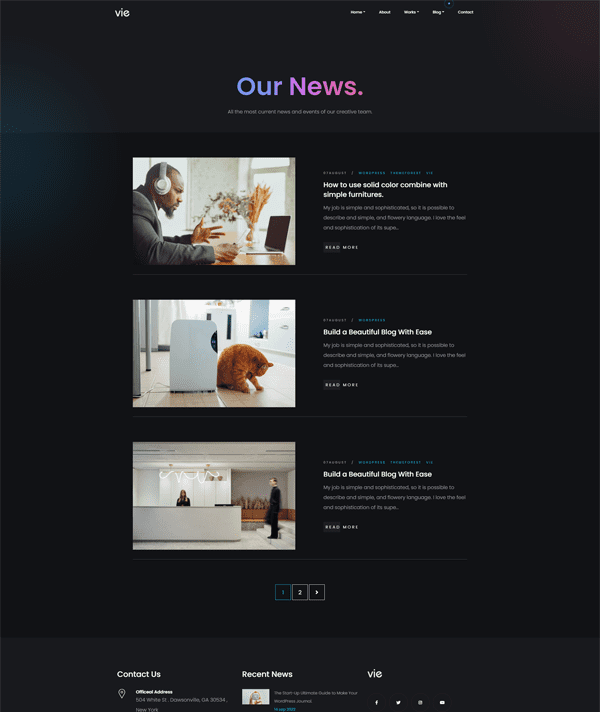 vie
Home
About
Works
Blog
Contact
Our News.
All the most current news and events of our creative team.
07AUGUST / WORDPRESS THEMEFOREST VIE
How to use solid color combine with
simple furnitures.
My job is simple and sophisticated, so it is possible to
describe and simple, and flowery language. I love the feel
and sophistication of its supe...
READ MORE
07AUGUST / WORDPRESS
Build a Beautiful Blog With Ease
My job is simple and sophisticated, so it is possible to
describe and simple, and flowery language. I love the feel
and sophistication of its supe...
READ MORE
07AUGUST / WORDPRESS THEMEFOREST VIE
Build a Beautiful Blog With Ease
My job is simple and sophisticated, so it is possible to
describe and simple, and flowery language. I love the feel
and sophistication of its supe...
READ MORE
1 2
Contact Us
Officeal Address
504 White St . Dawsonville, GA 30534 ,
New York
Recent News
The Start-Up Ultimate Guide to Make Your
WordPress Journal.
14 sep 2022
vie